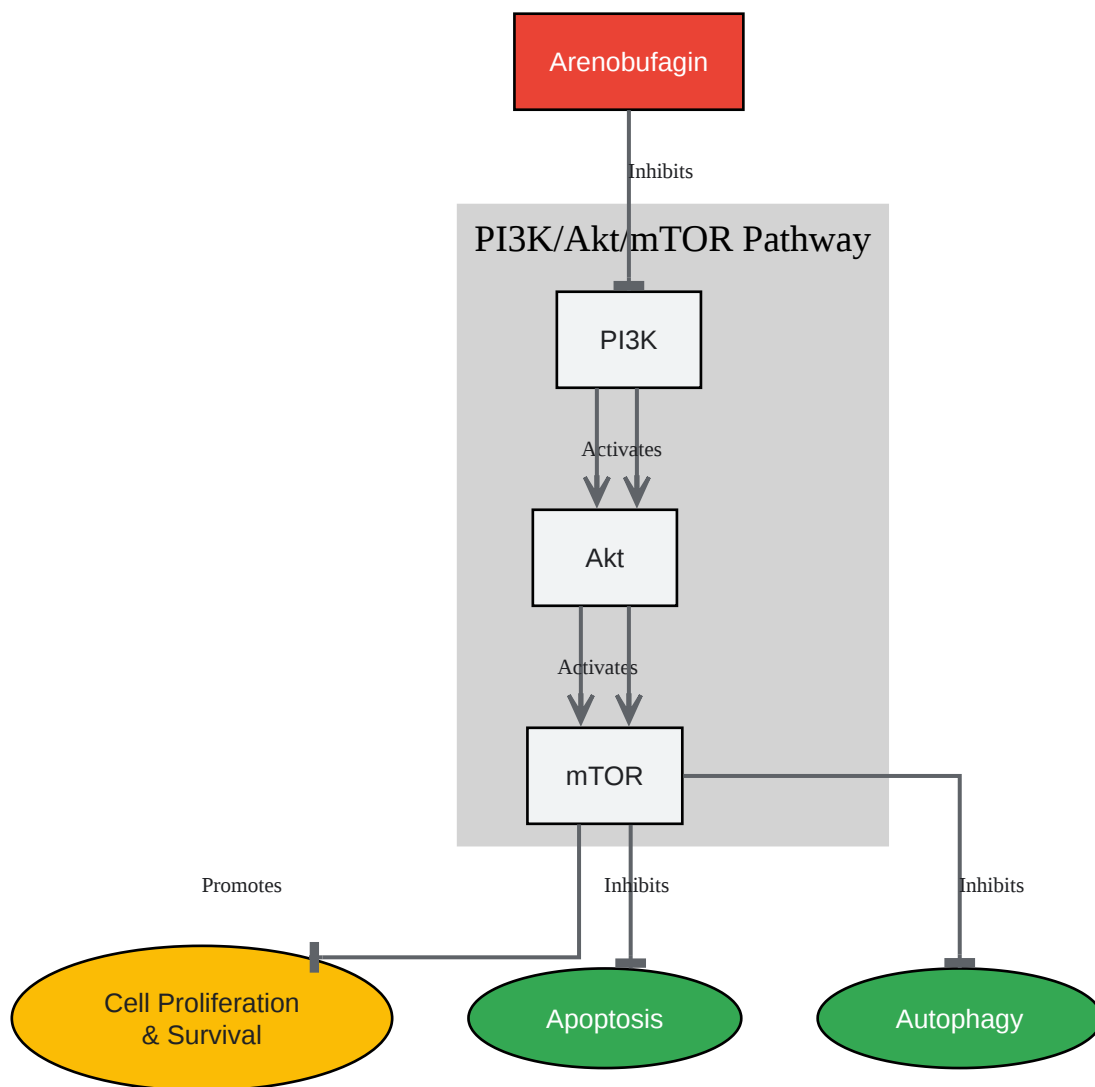 Arenobufagin
Inhibits
PI3K/Akt/mTOR Pathway
PI3K
Activates
Akt
Activates
mTOR
Promotes
Inhibits
Inhibits
Cell Proliferation
& Survival
Apoptosis
Autophagy